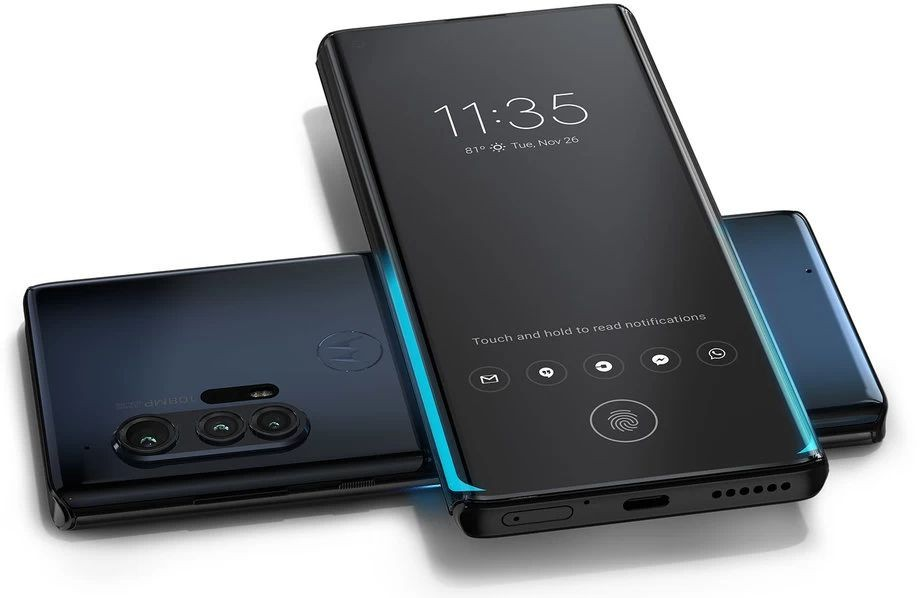 11:35
81° Tue, Nov 26
Touch and hold to read notifications
108MP